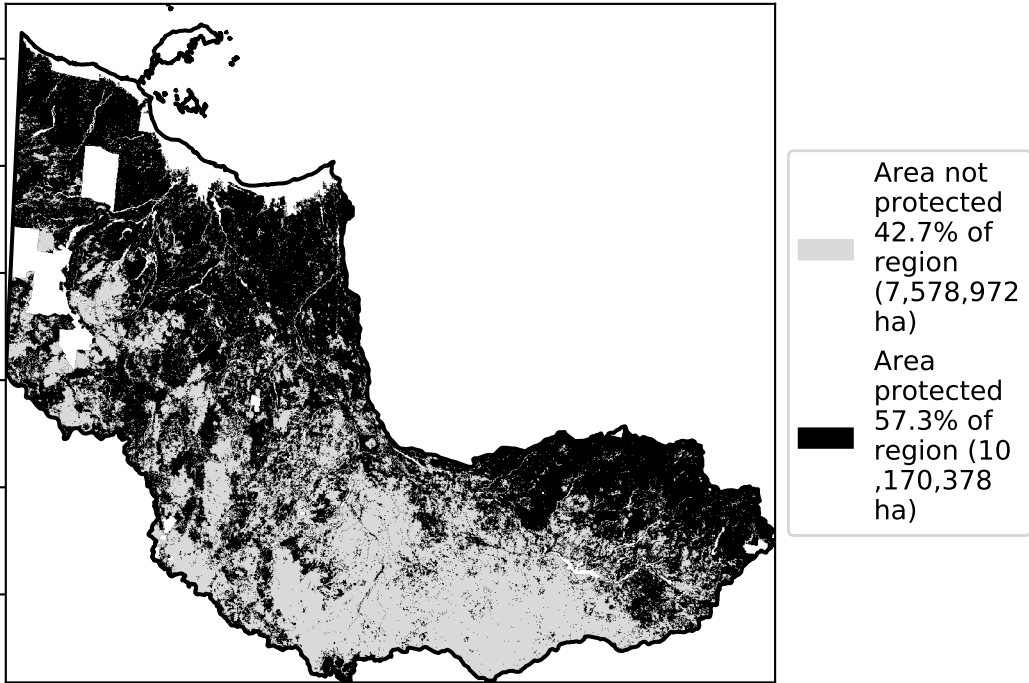 Area not
protected
42.7% of
region
(7,578,972
ha)
Area
protected
57.3% of
region (10
,170,378
ha)